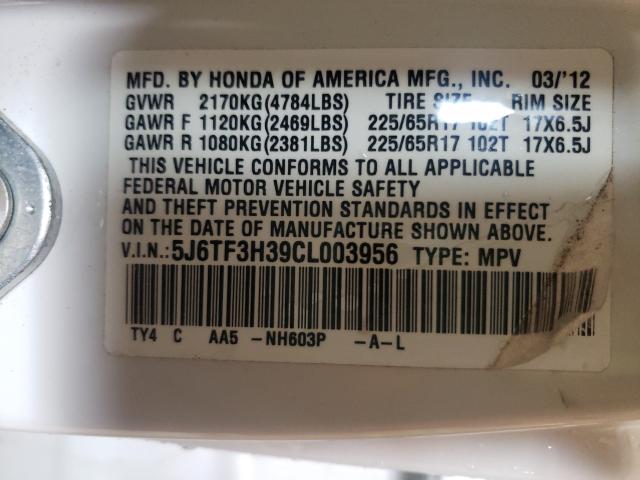 MFD. BY HONDA OF AMERICA MFG., INC. 03/'12
GVWR 2170KG(4784LBS) TIRE SIZE RIM SIZE
GAWR F 1120KG(2469LBS) 225/65R17 102T 17X6.5J
GAWR R 1080KG(2381LBS) 225/65R17 102T 17X6.5J
THIS VEHICLE CONFORMS TO ALL APPLICABLE
FEDERAL MOTOR VEHICLE SAFETY
AND THEFT PREVENTION STANDARDS IN EFFECT
ON THE DATE OF MANUFACTURE SHOWN ABOVE.
V.I.N.:5J6TF3H39CL003956 TYPE: MPV
TY4 C AA5 -NH603P -A-L